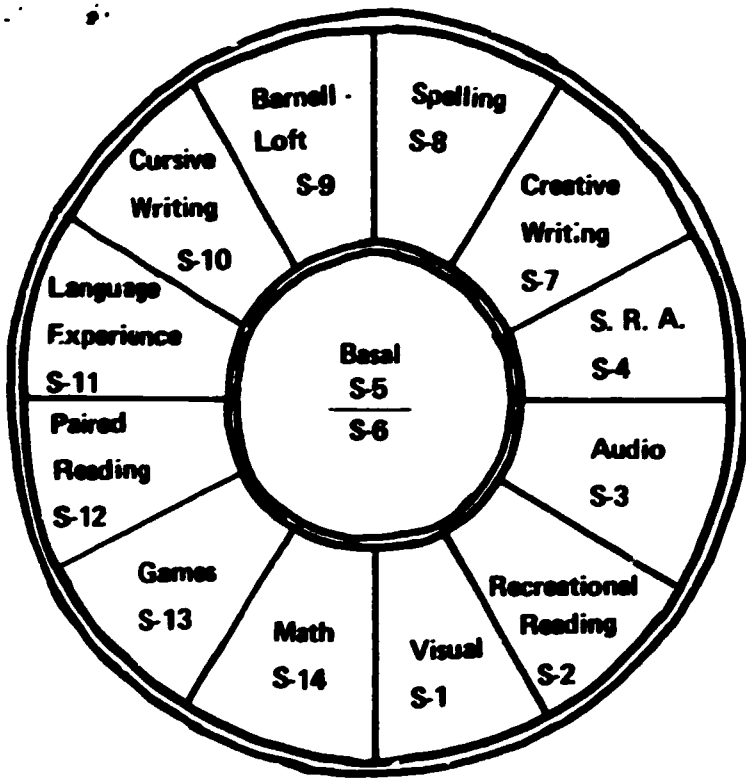 Barnell
Loft
S-9
Spelling
S-8
Creative
Writing
S-7
S. R. A.
S-4
Audio
S-3
Recreational
Reading
S-2
Visual
S-1
Math
S-14
Games
S-13
Paired
Reading
S-12
Language
Experience
S-11
Cursive
Writing
S-10
Basal
S-5
S-6